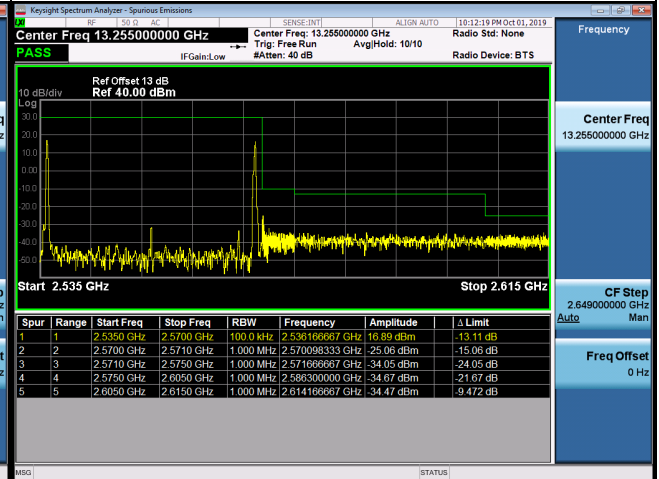 Keysight Spectrum Analyzer - Spurious Emissions
LXI RF 50 Ω AC SENSE:INT ALIGN AUTO 10:12:19 PM Oct 01, 2019
Center Freq 13.255000000 GHz Center Freq: 13.255000000 GHz Radio Std: None
Trig: Free Run Avg|Hold: 10/10
PASS IFGain:Low #Atten: 40 dB Radio Device: BTS
Ref Offset 13 dB
10 dB/div Ref 40.00 dBm
Log
30.0
20.0
10.0
0.00
-10.0
-20.0
-30.0
-40.0
-50.0
Start 2.535 GHz Stop 2.615 GHz
Spur Range Start Freq Stop Freq RBW Frequency Amplitude Δ Limit
1 1 2.5350 GHz 2.5700 GHz 100.0 kHz 2.536166667 GHz 16.89 dBm -13.11 dB
2 2 2.5700 GHz 2.5710 GHz 1.000 MHz 2.570098333 GHz -25.06 dBm -15.06 dB
3 3 2.5710 GHz 2.5750 GHz 1.000 MHz 2.571666667 GHz -34.05 dBm -24.05 dB
4 4 2.5750 GHz 2.6050 GHz 1.000 MHz 2.586300000 GHz -34.67 dBm -21.67 dB
5 5 2.6050 GHz 2.6150 GHz 1.000 MHz 2.614166667 GHz -34.47 dBm -9.472 dB
MSG STATUS
Frequency
Center Freq
13.255000000 GHz
CF Step
2.649000000 GHz
Auto Man
Freq Offset
0 Hz